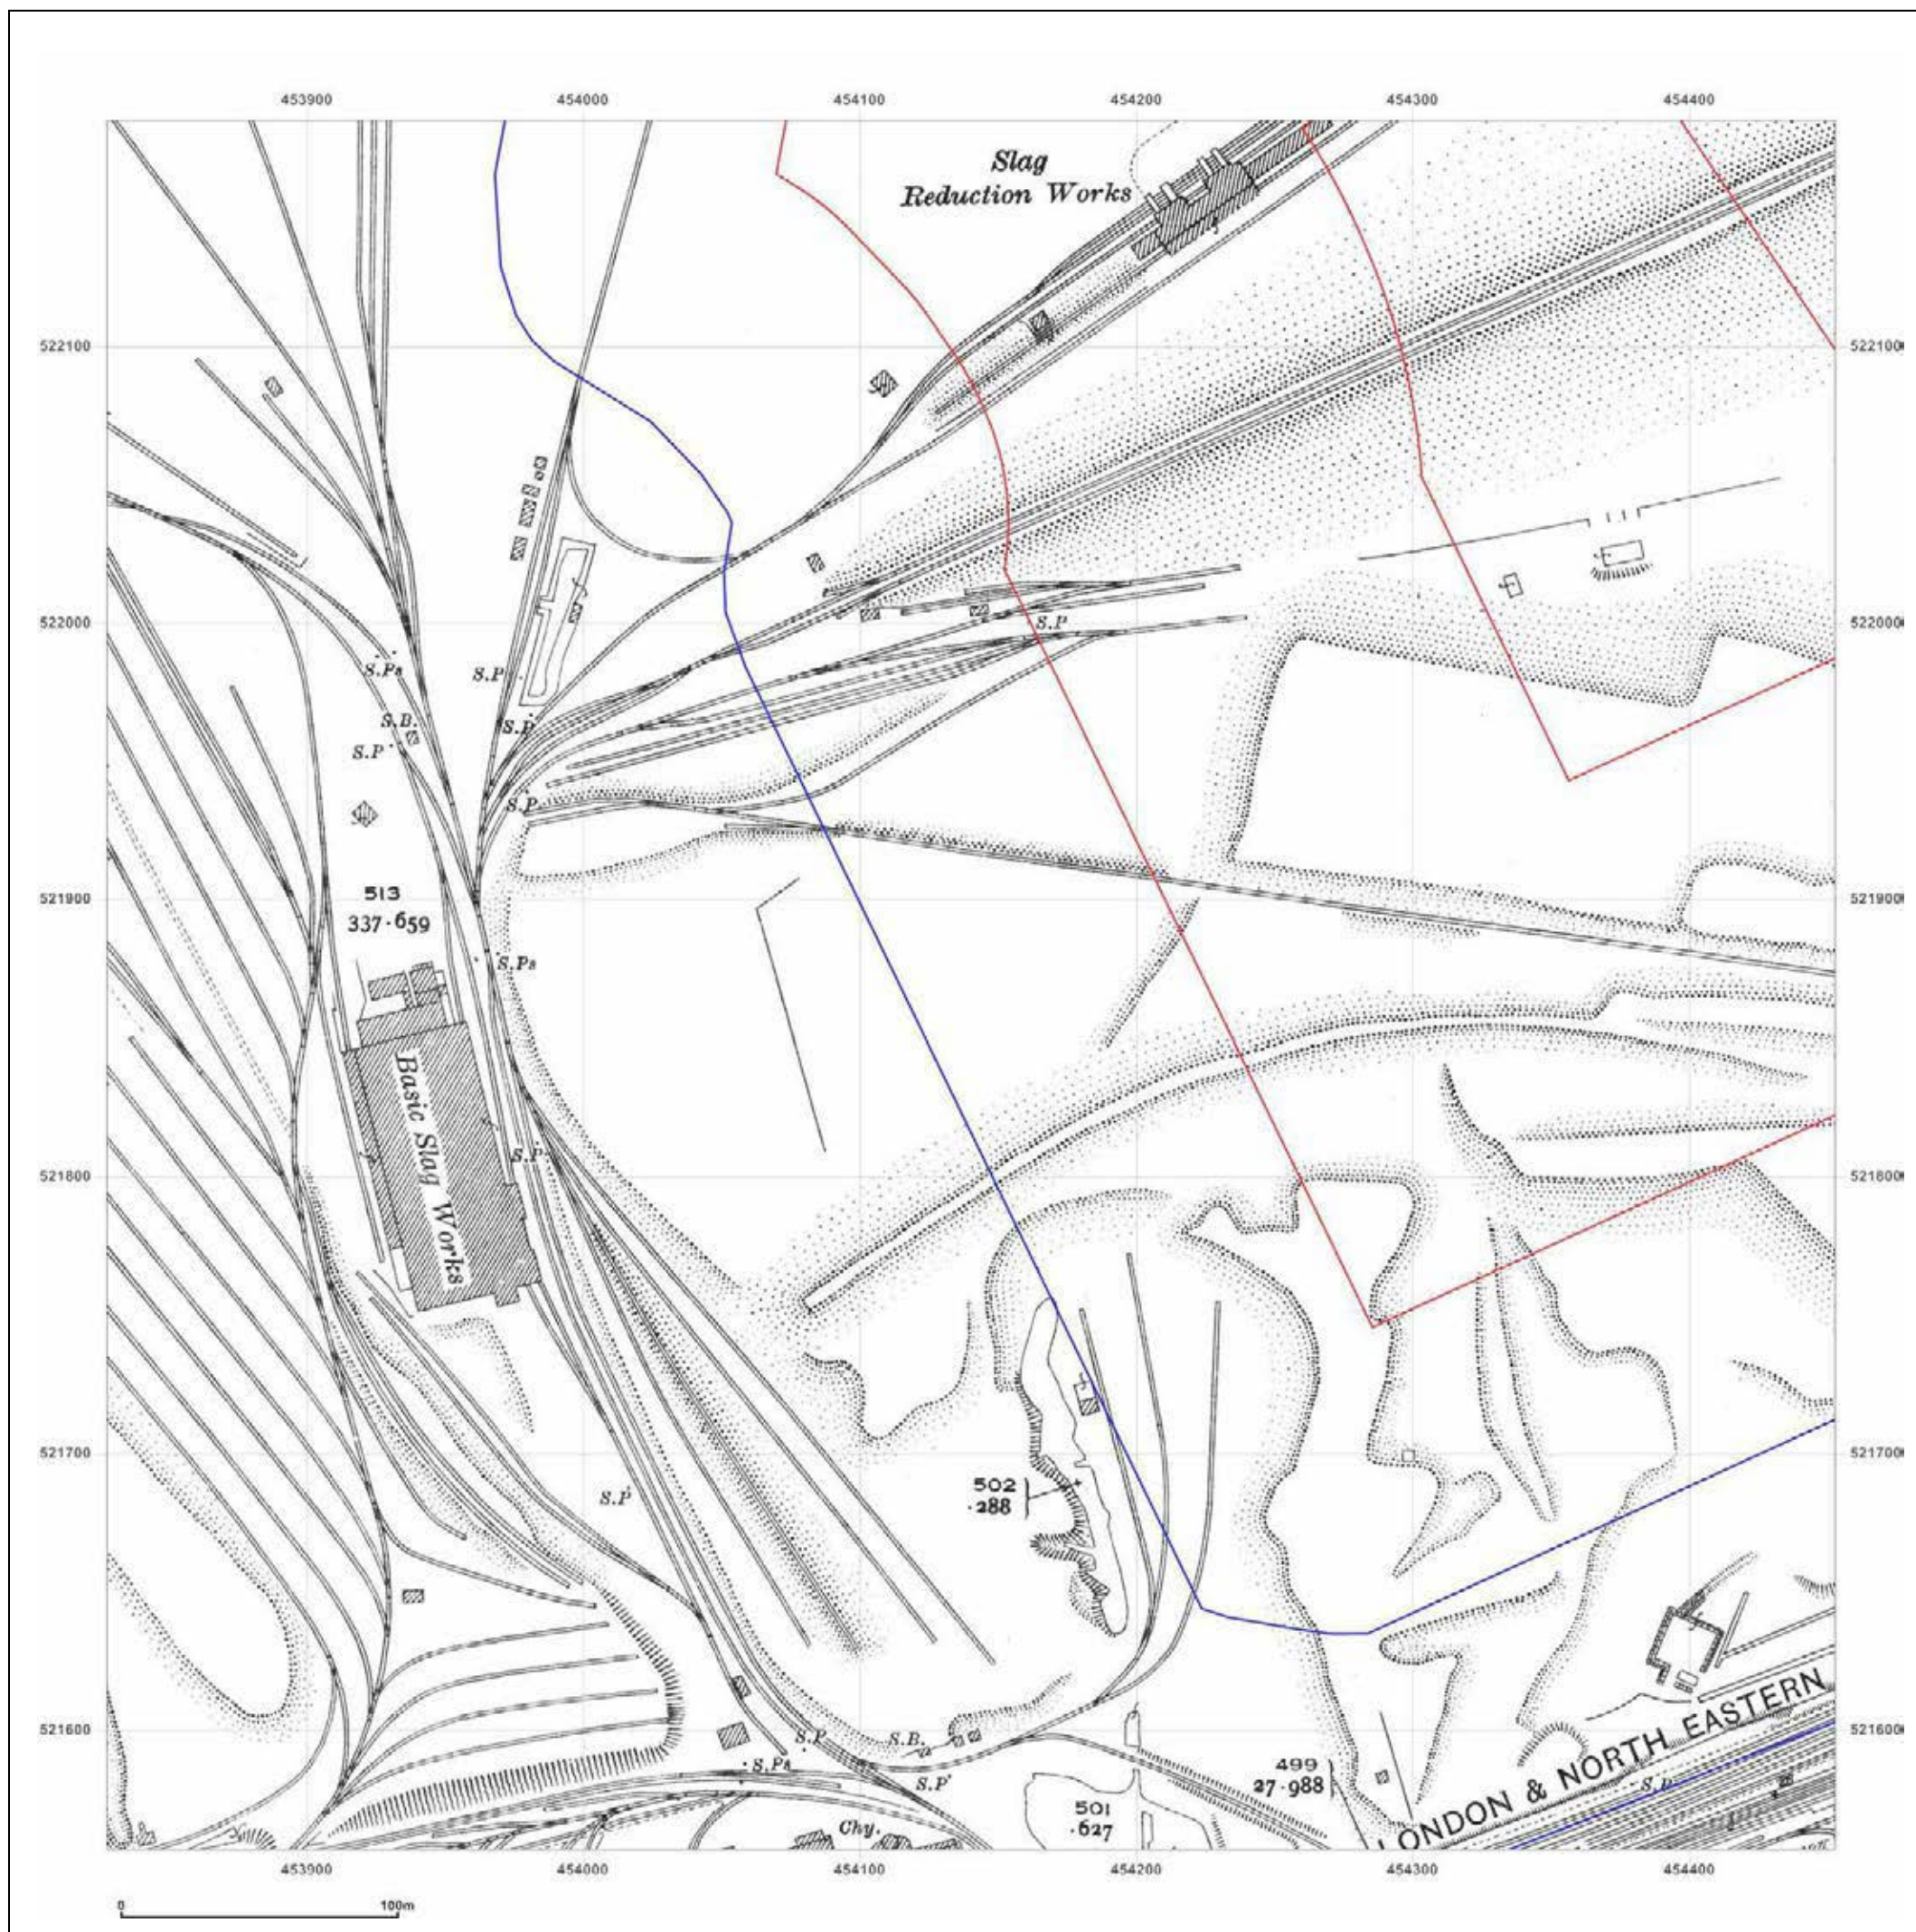 453900 454000 454100 454200 454300 454400
Slag
Reduction Works
522100 522100
522000 522000
S.P
S.Ps
S.P
S.B.
S.P
S.P
S.P
521900 521900
513
337·659
S.Ps
Basic Slag Works
S.P
521800 521800
521700 521700
502
·288
S.P
521600 521600
LONDON & NORTH EASTERN
S.P
S.B.
S.Ps
S.P
499
27·988
S.P
501
·627
Chy.
453900 454000 454100 454200 454300 454400
0 100m